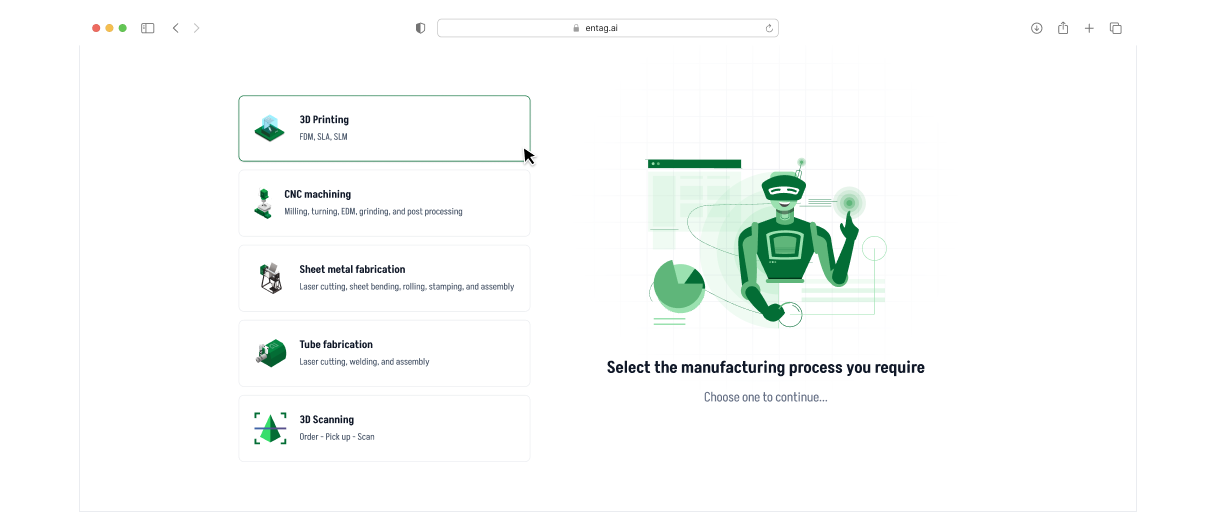 entag.ai
3D Printing
FDM, SLA, SLM
CNC machining
Milling, turning, EDM, grinding, and post processing
Sheet metal fabrication
Laser cutting, sheet bending, rolling, stamping, and assembly
Tube fabrication
Laser cutting, welding, and assembly
3D Scanning
Order - Pick up - Scan
Select the manufacturing process you require
Choose one to continue...